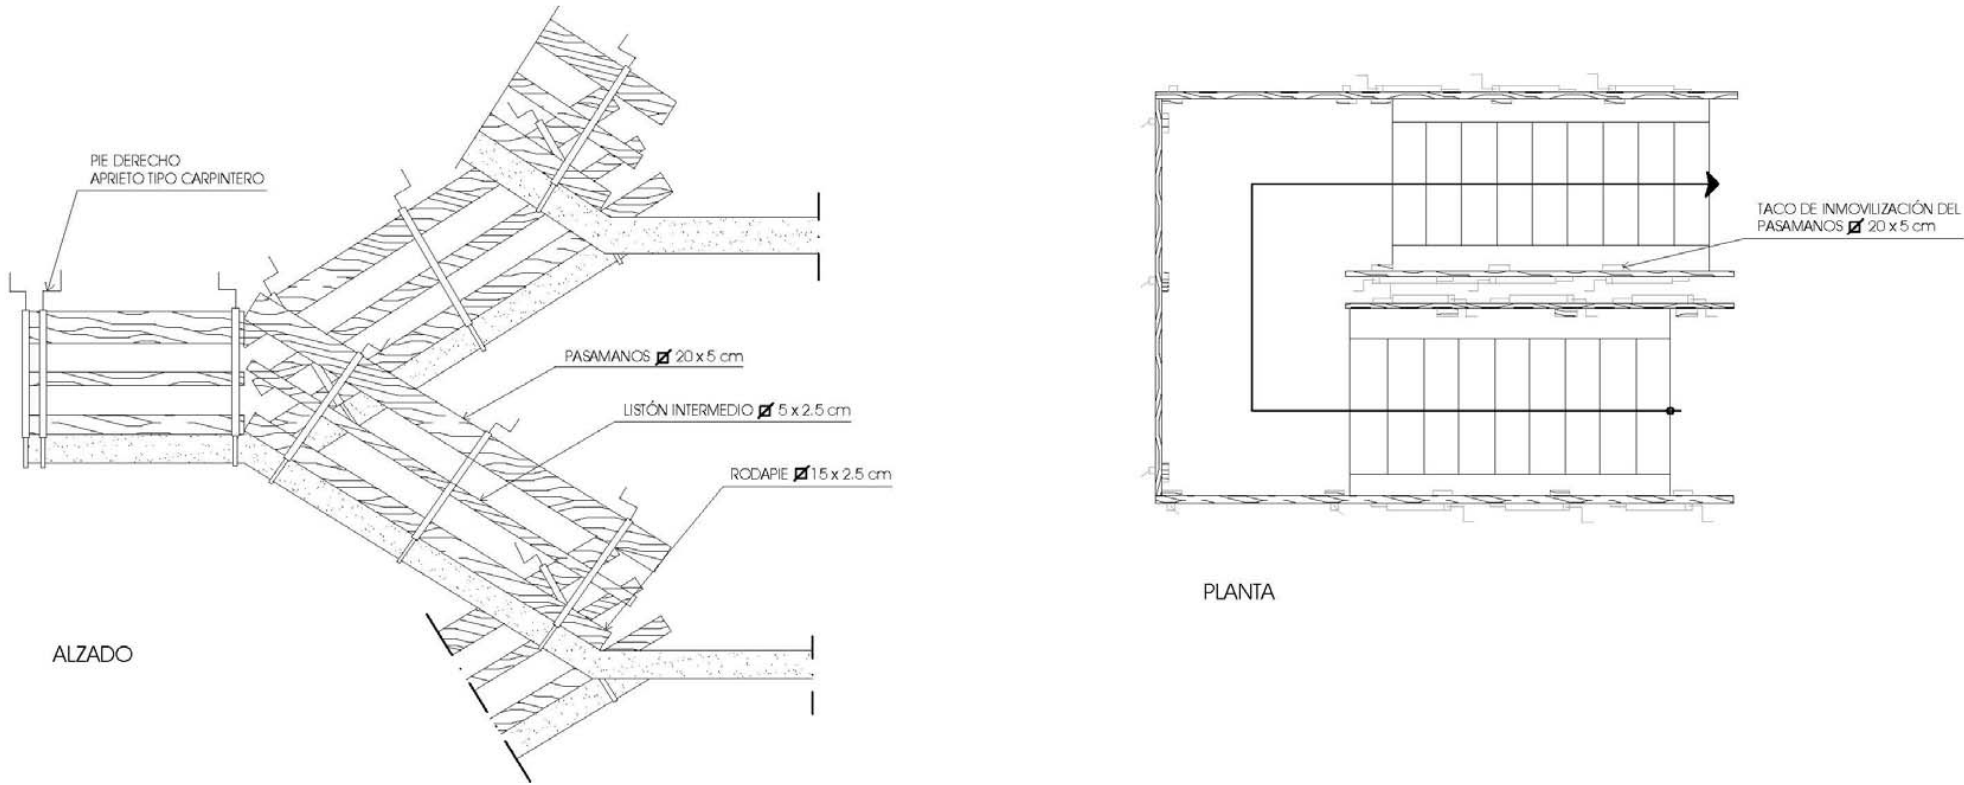 PIE DERECHO
APRIETO TIPO CARPINTERO
PASAMANOS 20 x 5 cm
LISTÓN INTERMEDIO 5 x 2.5 cm
RODAPIE 15 x 2.5 cm
ALZADO
TACO DE INMOVILIZACIÓN DEL
PASAMANOS 20 x 5 cm
PLANTA